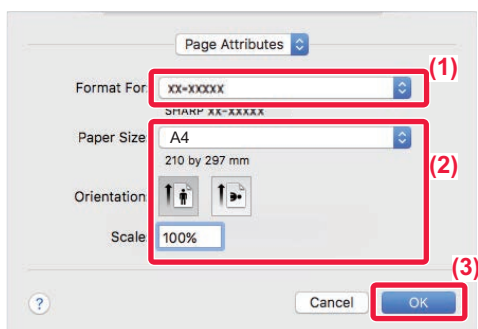 Page Attributes
(1)
Format For: xx-xxxxx
SHARP xx-xxxxx
Paper Size: A4
210 by 297 mm
(2)
Orientation:
Scale: 100%
(3)
? Cancel OK